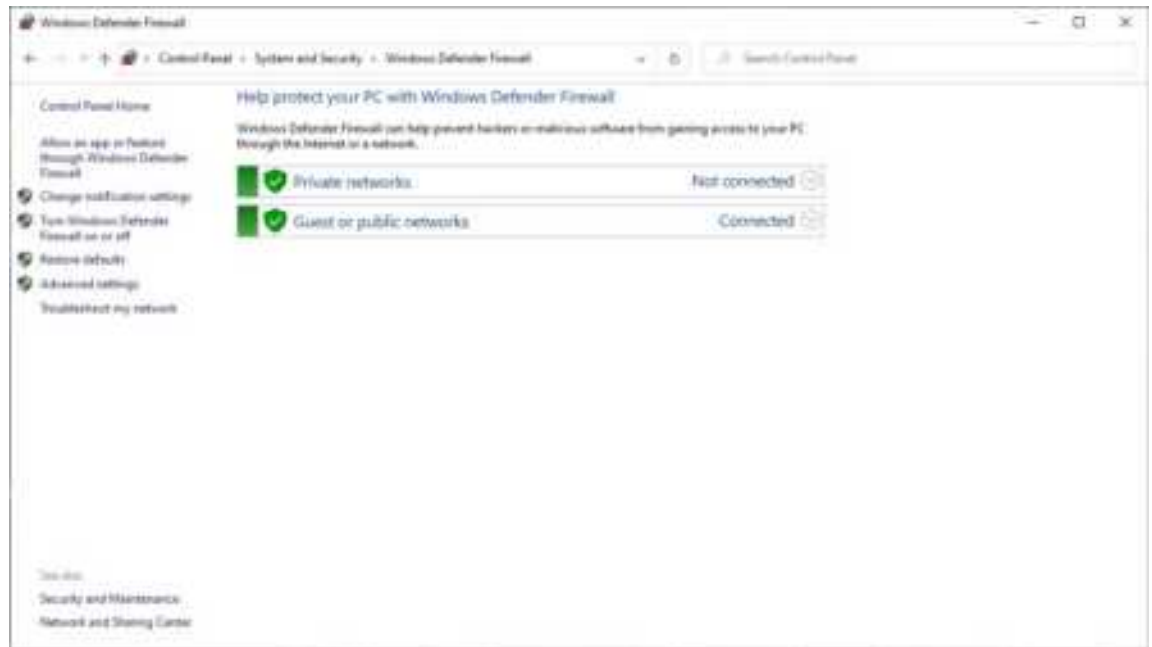 Windows Defender Firewall
Control Panel › System and Security › Windows Defender Firewall
Search Control Panel
Control Panel Home
Allow an app or feature
through Windows Defender
Firewall
Change notification settings
Turn Windows Defender
Firewall on or off
Restore defaults
Advanced settings
Troubleshoot my network
Help protect your PC with Windows Defender Firewall
Windows Defender Firewall can help prevent hackers or malicious software from gaining access to your PC
through the Internet or a network.
Private networks Not connected
Guest or public networks Connected
See also
Security and Maintenance
Network and Sharing Center